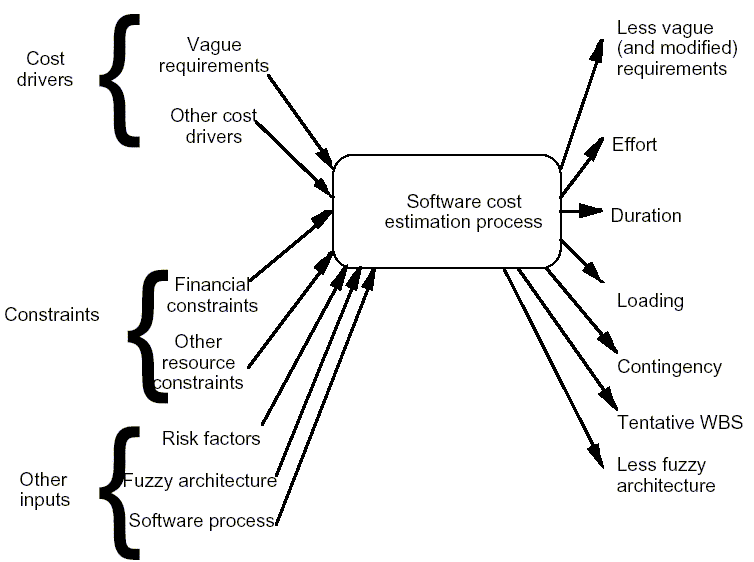 Cost
drivers
Vague
requirements
Other cost
drivers
Constraints
Financial
constraints
Other
resource
constraints
Other
inputs
Risk factors
Fuzzy architecture
Software process
Software cost
estimation process
Less vague
(and modified)
requirements
Effort
Duration
Loading
Contingency
Tentative WBS
Less fuzzy
architecture